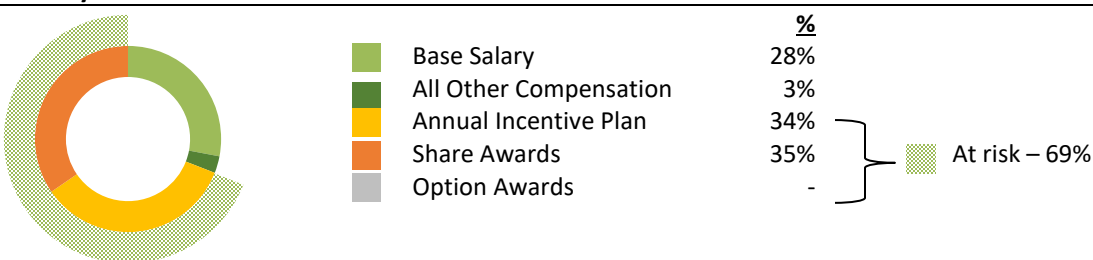 %
Base Salary 28%
All Other Compensation 3%
Annual Incentive Plan 34%
Share Awards 35%
Option Awards -
At risk – 69%